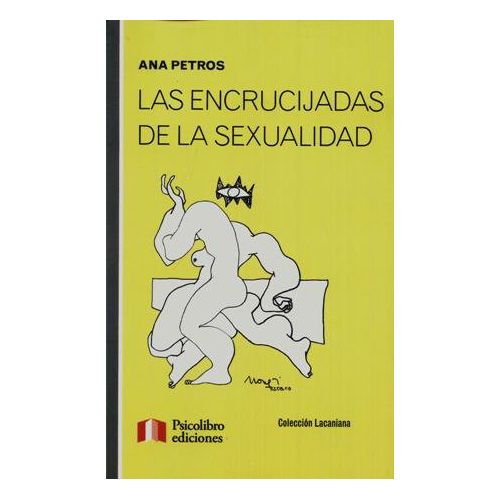 ANA PETROS
LAS ENCRUCIJADAS
DE LA SEXUALIDAD
Psicolibro
ediciones
Colección Lacaniana